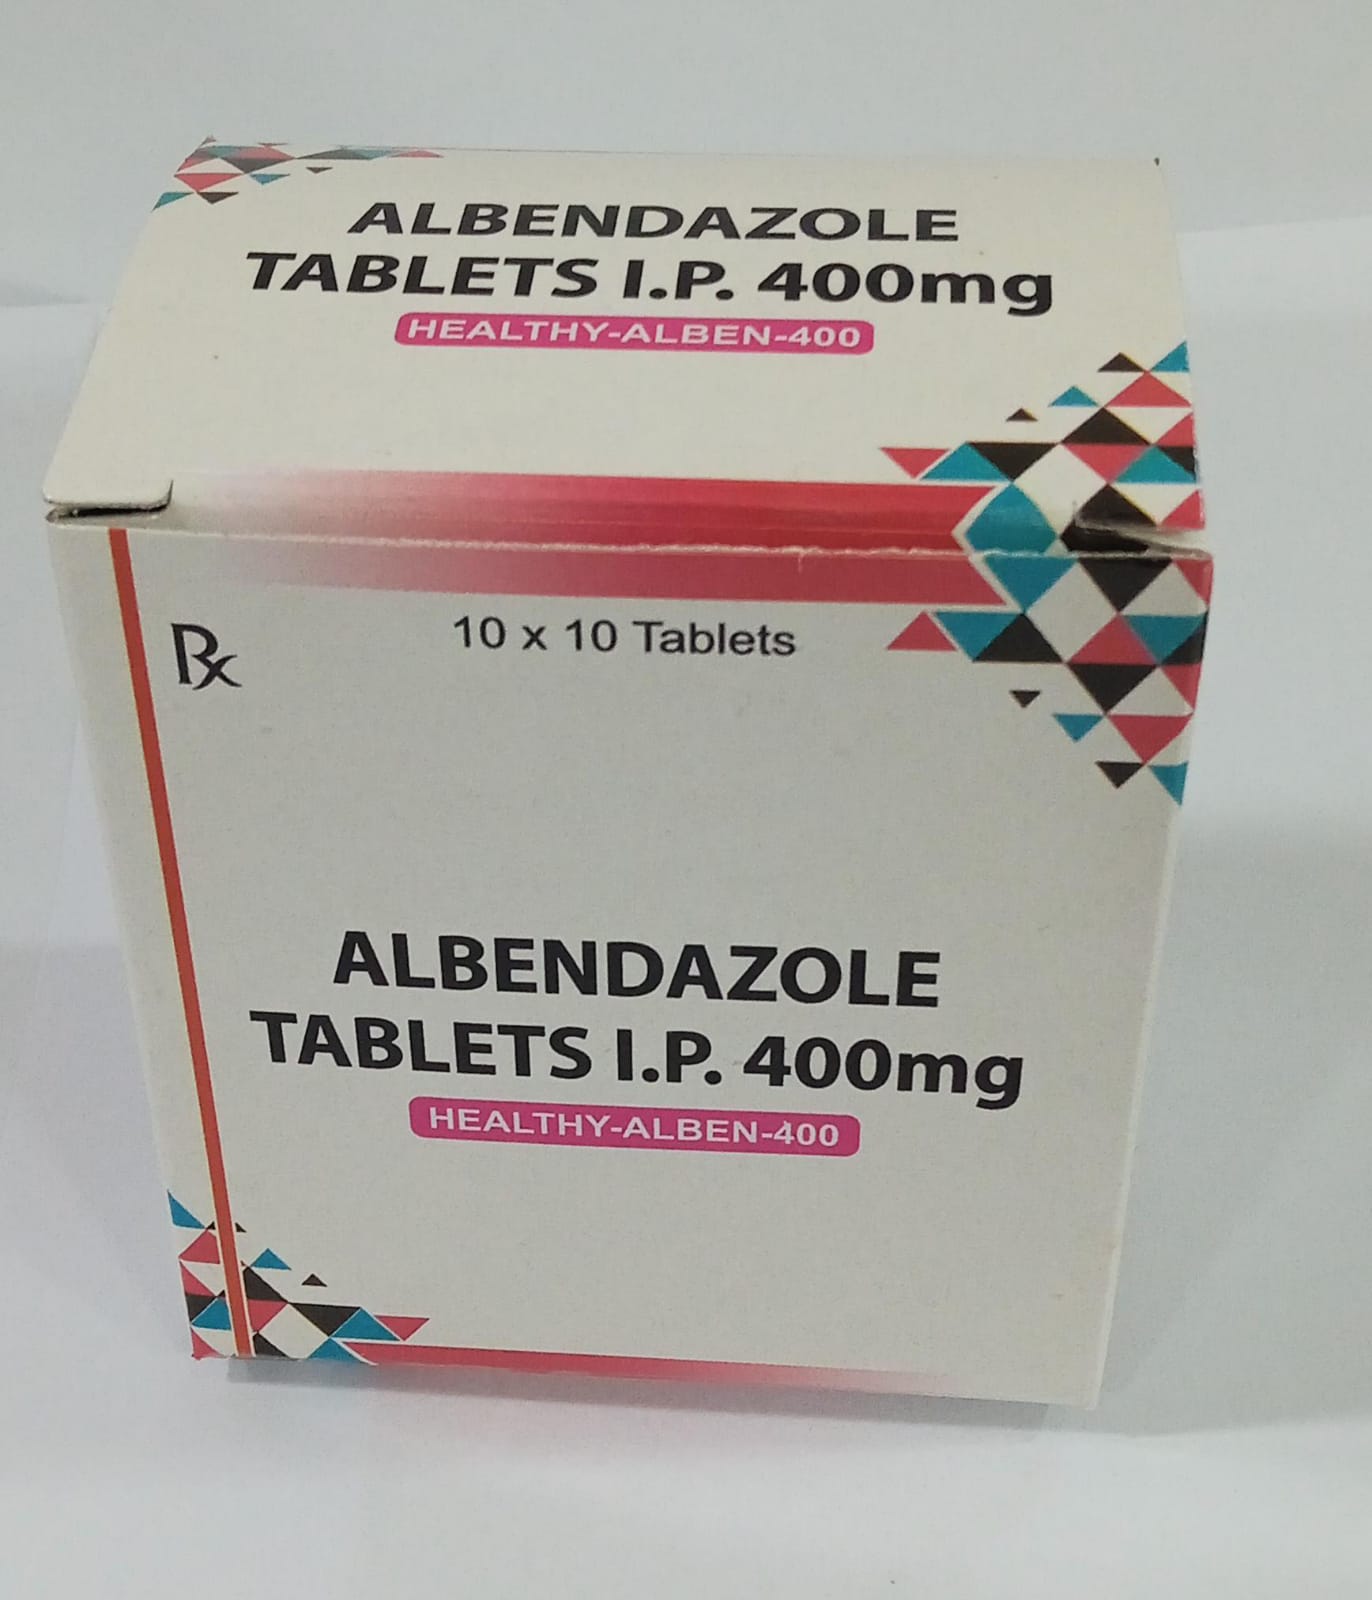 ALBENDAZOLE
TABLETS I.P. 400mg
HEALTHY-ALBEN-400
Rx
10 x 10 Tablets
ALBENDAZOLE
TABLETS I.P. 400mg
HEALTHY-ALBEN-400